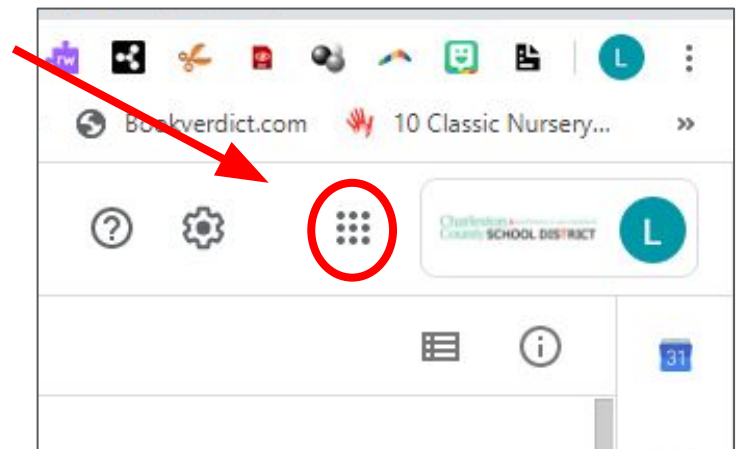 rw L
Bookverdict.com 10 Classic Nursery... »
? Charleston
County SCHOOL DISTRICT L
i 31